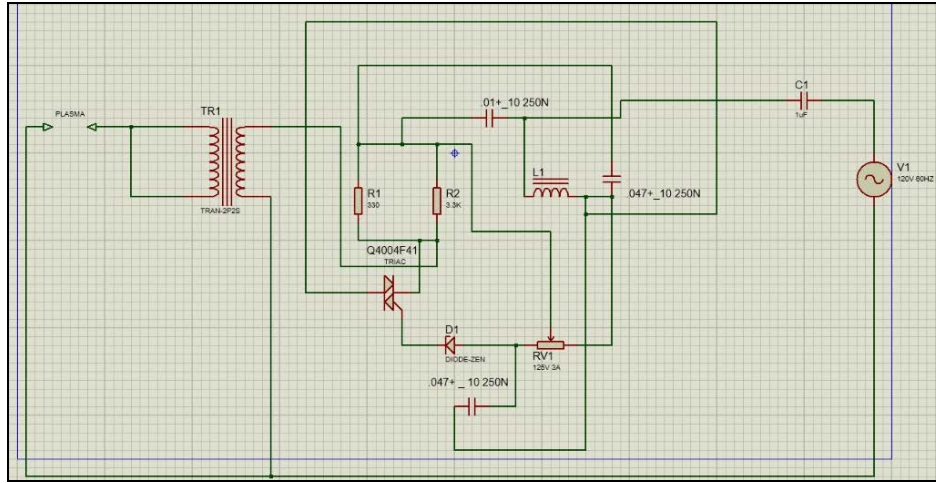 C1
1uF
.01+_10 250N
PLASMA
TR1
TRAN-2P2S
L1
V1
120V 60HZ
.047+_10 250N
R1
330
R2
3.3K
Q4004F41
TRIAC
D1
DIODE-ZEN
RV1
125V 3A
.047+_ 10 250N